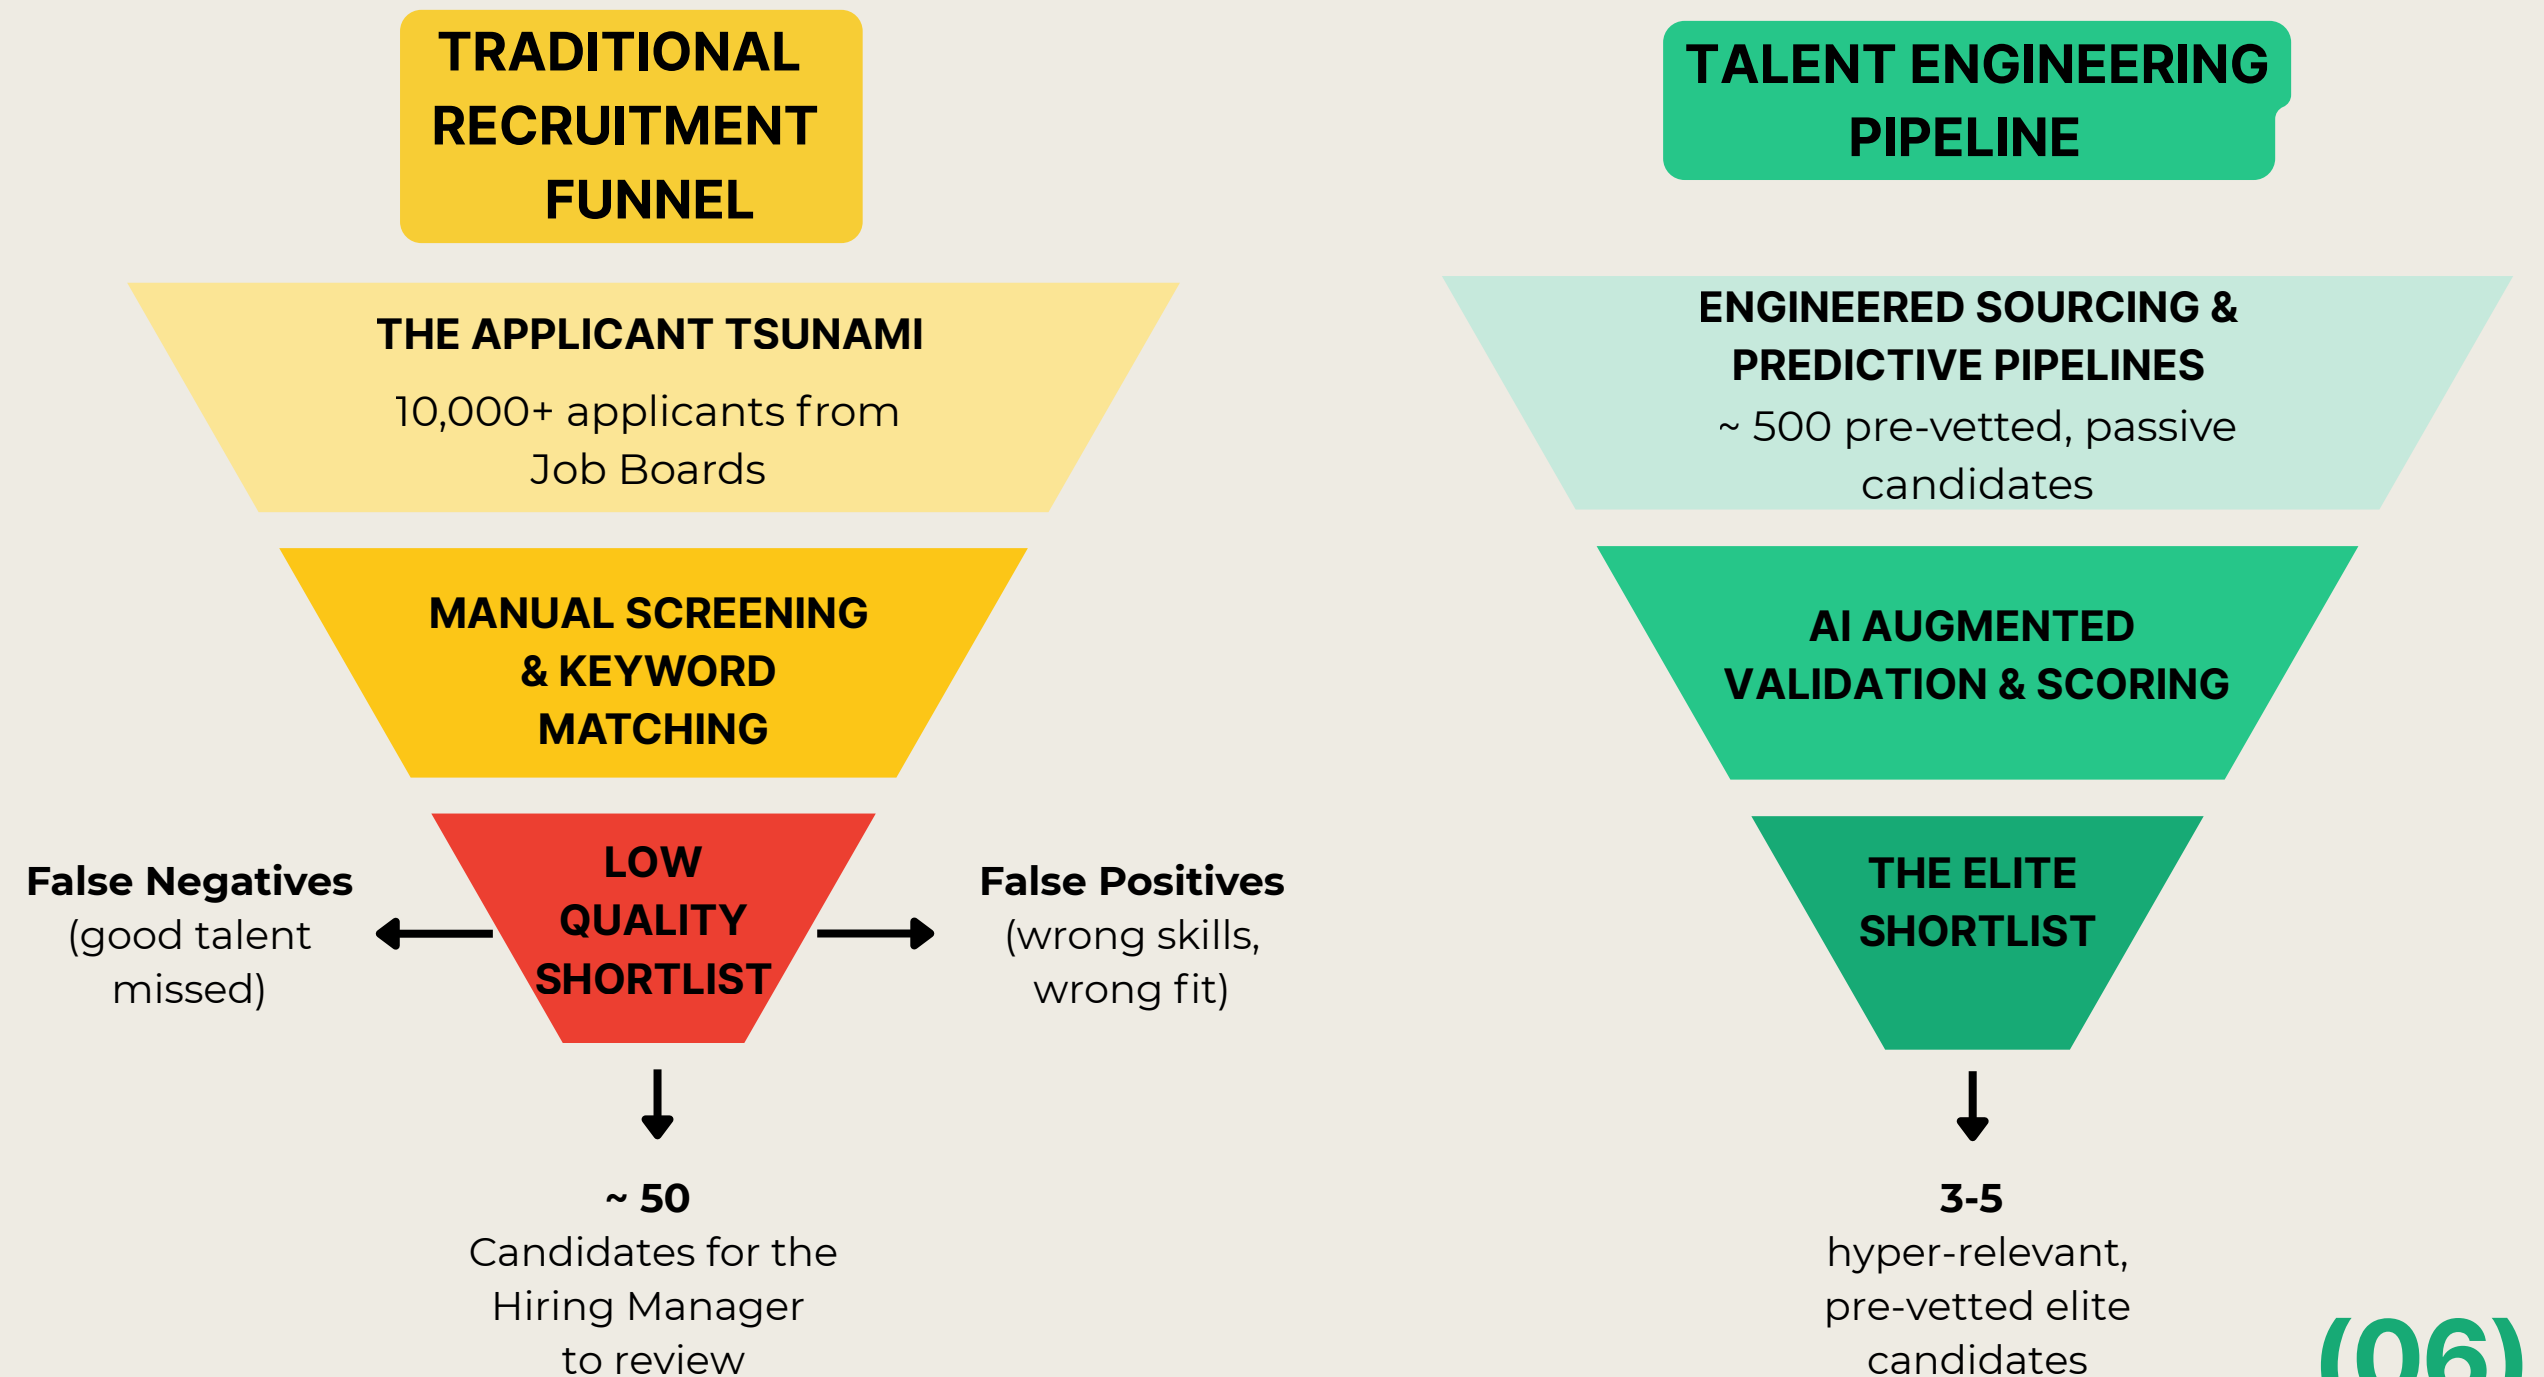 TRADITIONAL
RECRUITMENT
FUNNEL
THE APPLICANT TSUNAMI
10,000+ applicants from
Job Boards
MANUAL SCREENING
& KEYWORD
MATCHING
LOW
QUALITY
SHORTLIST
False Negatives
(good talent
missed)
False Positives
(wrong skills,
wrong fit)
~ 50
Candidates for the
Hiring Manager
to review
TALENT ENGINEERING
PIPELINE
ENGINEERED SOURCING &
PREDICTIVE PIPELINES
~ 500 pre-vetted, passive
candidates
AI AUGMENTED
VALIDATION & SCORING
THE ELITE
SHORTLIST
3-5
hyper-relevant,
pre-vetted elite
candidates
(06)